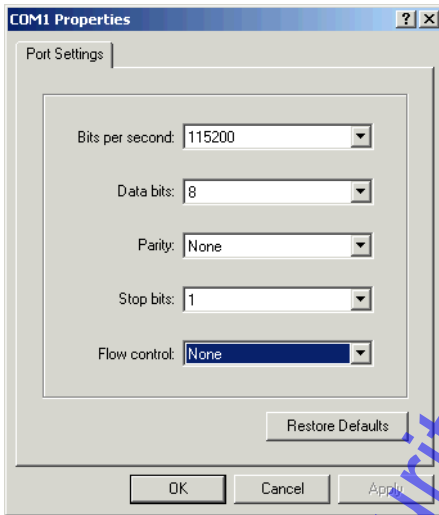 COM1 Properties
Port Settings
Bits per second: 115200
Data bits: 8
Parity: None
Stop bits: 1
Flow control: None
Restore Defaults
OK Cancel Apply